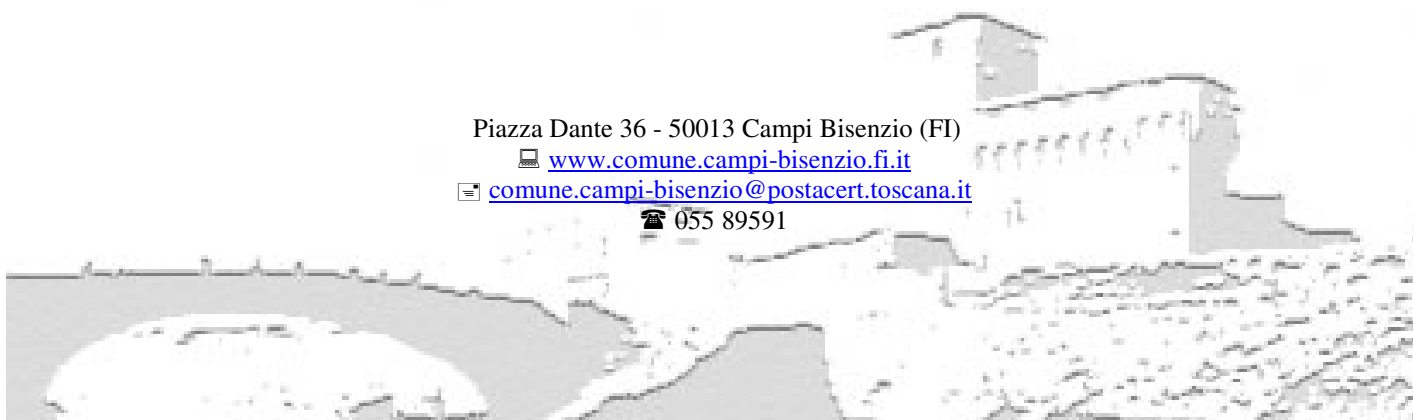 Piazza Dante 36 - 50013 Campi Bisenzio (FI)
💻 www.comune.campi-bisenzio.fi.it
comune.campi-bisenzio@postacert.toscana.it
☎ 055 89591